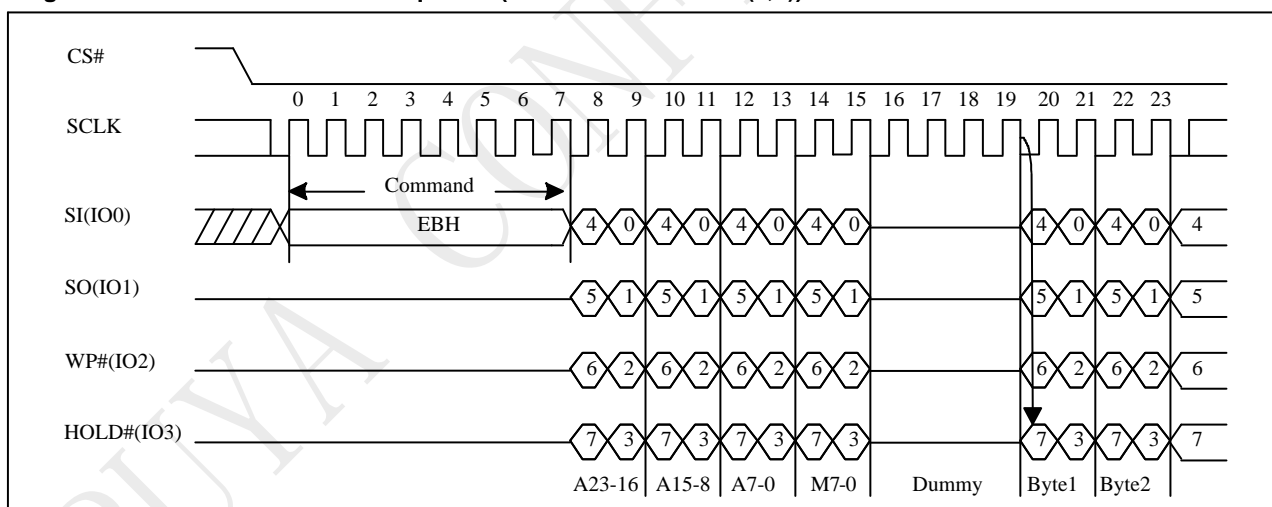 CS#
0 1 2 3 4 5 6 7 8 9 10 11 12 13 14 15 16 17 18 19 20 21 22 23
SCLK
Command
SI(IO0)
EBH 4 0 4 0 4 0 4 0 4 0 4 0 4
SO(IO1)
5 1 5 1 5 1 5 1 5 1 5 1 5
WP#(IO2)
6 2 6 2 6 2 6 2 6 2 6 2 6
HOLD#(IO3)
7 3 7 3 7 3 7 3 7 3 7 3 7
A23-16 A15-8 A7-0 M7-0 Dummy Byte1 Byte2